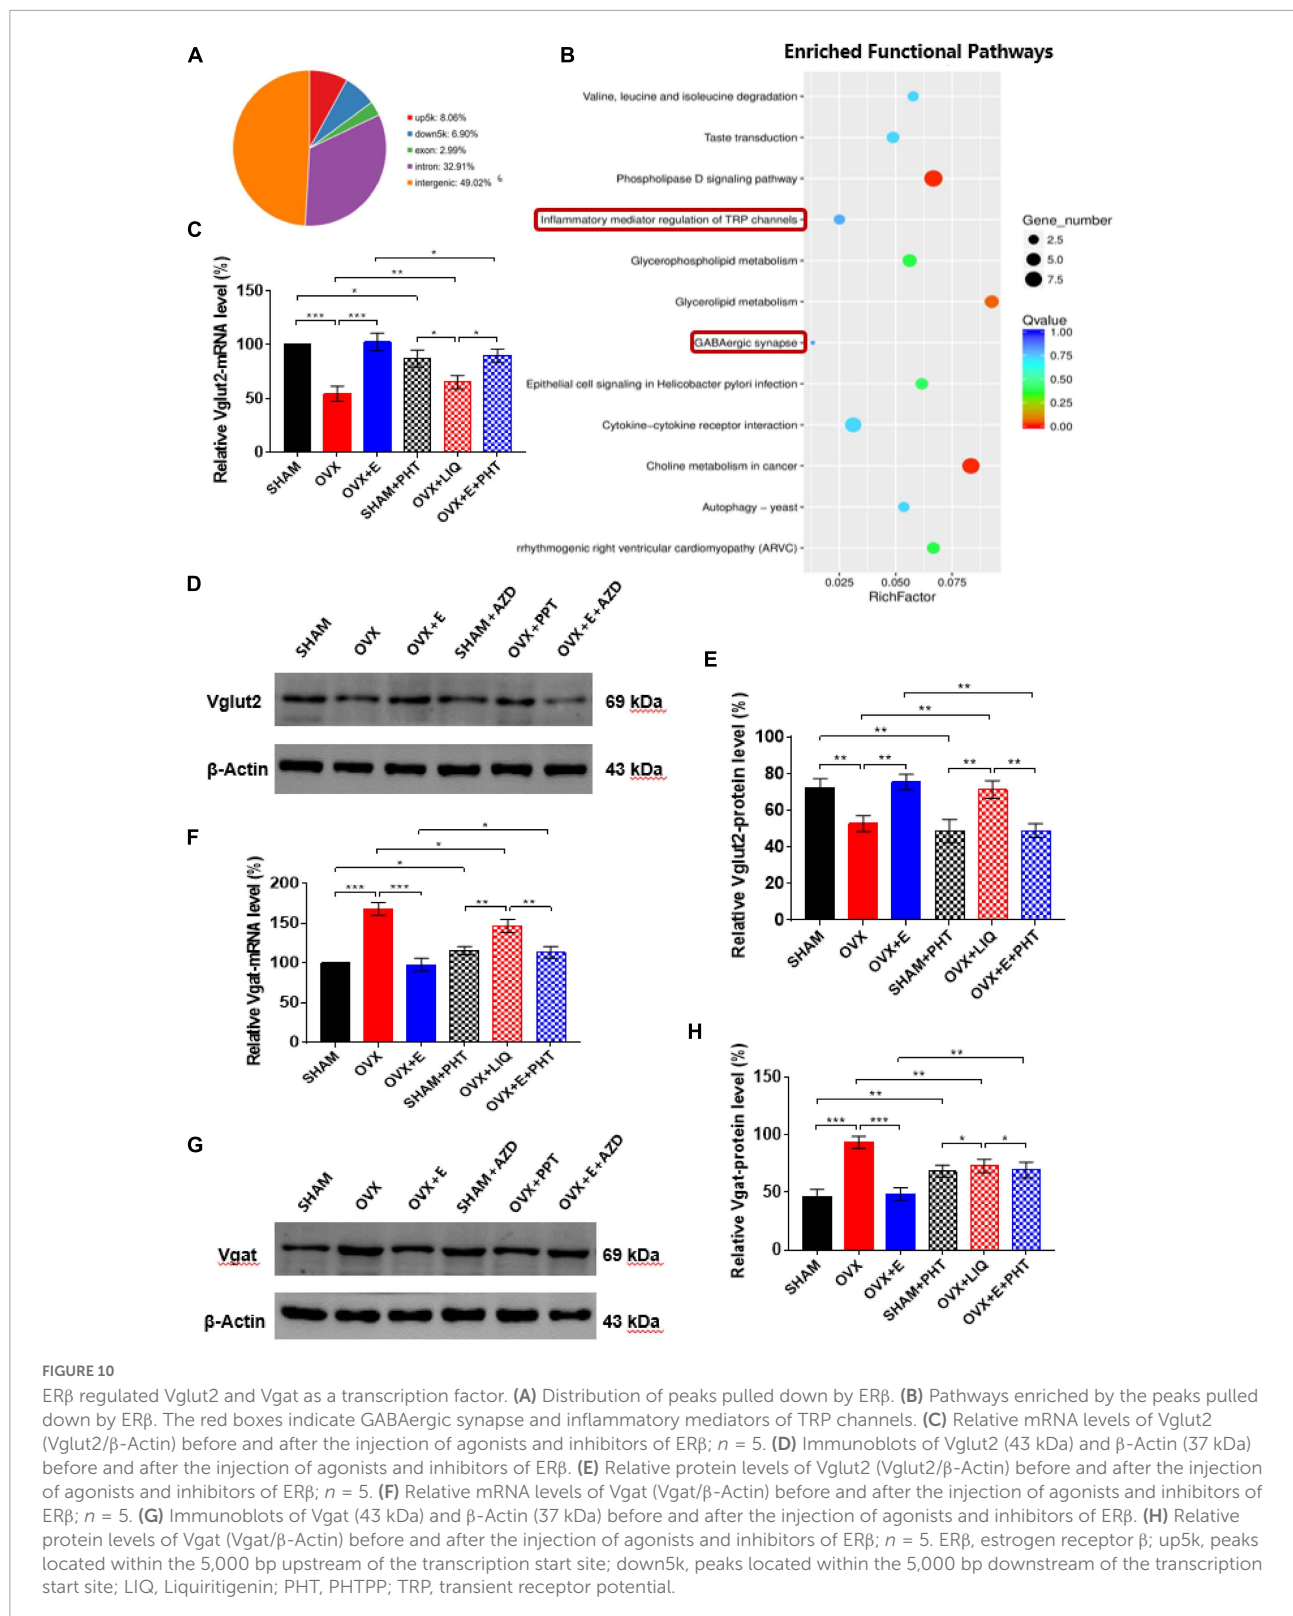 A
up5k: 8.06%
down5k: 6.90%
exon: 2.99%
intron: 32.91%
intergenic: 49.02%
%
B
Enriched Functional Pathways
Valine, leucine and isoleucine degradation
Taste transduction
Phospholipase D signaling pathway
Inflammatory mediator regulation of TRP channels
Glycerophospholipid metabolism
Glycerolipid metabolism
GABAergic synapse
Epithelial cell signaling in Helicobacter pylori infection
Cytokine-cytokine receptor interaction
Choline metabolism in cancer
Autophagy - yeast
rrhythmogenic right ventricular cardiomyopathy (ARVC)
0.025 0.050 0.075
RichFactor
Gene_number
2.5
5.0
7.5
Qvalue
1.00
0.75
0.50
0.25
0.00
C
Relative Vglut2-mRNA level (%)
150
100
50
0
*
**
*
*** *** * *
SHAM OVX OVX+E SHAM+PHT OVX+LIQ OVX+E+PHT
D
SHAM OVX OVX+E SHAM+AZD OVX+PPT OVX+E+AZD
Vglut2 69 kDa
β-Actin 43 kDa
E
Relative Vglut2-protein level (%)
100
80
60
40
20
0
**
**
**
** ** ** **
SHAM OVX OVX+E SHAM+PHT OVX+LIQ OVX+E+PHT
F
Relative Vgat-mRNA level (%)
200
150
100
50
0
*
*
*
*** *** ** **
SHAM OVX OVX+E SHAM+PHT OVX+LIQ OVX+E+PHT
G
SHAM OVX OVX+E SHAM+AZD OVX+PPT OVX+E+AZD
Vgat 69 kDa
β-Actin 43 kDa
H
Relative Vgat-protein level (%)
150
100
50
0
**
**
**
*** *** * *
SHAM OVX OVX+E SHAM+PHT OVX+LIQ OVX+E+PHT
FIGURE 10
ERβ regulated Vglut2 and Vgat as a transcription factor. (A) Distribution of peaks pulled down by ERβ. (B) Pathways enriched by the peaks pulled
down by ERβ. The red boxes indicate GABAergic synapse and inflammatory mediators of TRP channels. (C) Relative mRNA levels of Vglut2
(Vglut2/β-Actin) before and after the injection of agonists and inhibitors of ERβ; n = 5. (D) Immunoblots of Vglut2 (43 kDa) and β-Actin (37 kDa)
before and after the injection of agonists and inhibitors of ERβ. (E) Relative protein levels of Vglut2 (Vglut2/β-Actin) before and after the injection
of agonists and inhibitors of ERβ; n = 5. (F) Relative mRNA levels of Vgat (Vgat/β-Actin) before and after the injection of agonists and inhibitors of
ERβ; n = 5. (G) Immunoblots of Vgat (43 kDa) and β-Actin (37 kDa) before and after the injection of agonists and inhibitors of ERβ. (H) Relative
protein levels of Vgat (Vgat/β-Actin) before and after the injection of agonists and inhibitors of ERβ; n = 5. ERβ, estrogen receptor β; up5k, peaks
located within the 5,000 bp upstream of the transcription start site; down5k, peaks located within the 5,000 bp downstream of the transcription
start site; LIQ, Liquiritigenin; PHT, PHTPP; TRP, transient receptor potential.